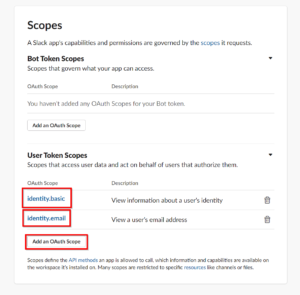 Scopes
A Slack app's capabilities and permissions are governed by the scopes it requests.
Bot Token Scopes
Scopes that govern what your app can access.
OAuth Scope Description
You haven't added any OAuth Scopes for your Bot token.
Add an OAuth Scope
User Token Scopes
Scopes that access user data and act on behalf of users that authorize them.
OAuth Scope Description
identity.basic View information about a user's identity
identity.email View a user's email address
Add an OAuth Scope
Scopes define the API methods an app is allowed to call, which information and capabilities are available on
the workspace it's installed on. Many scopes are restricted to specific resources like channels or files.